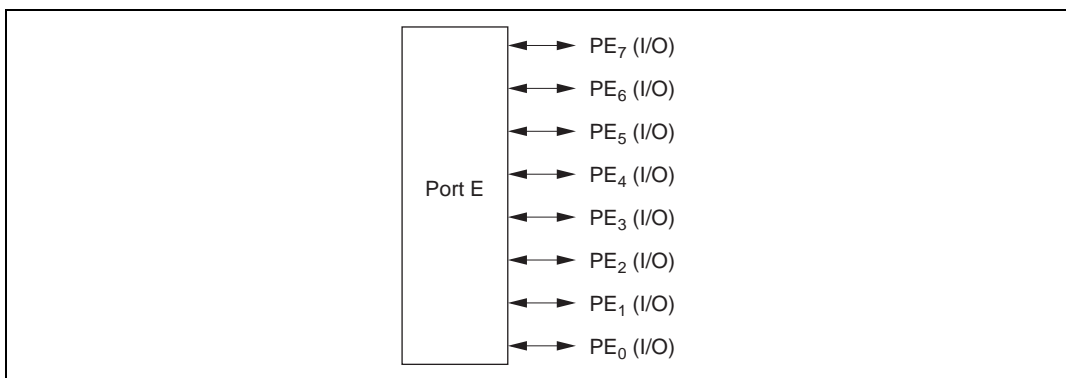 PE7 (I/O)
PE6 (I/O)
PE5 (I/O)
PE4 (I/O)
Port E
PE3 (I/O)
PE2 (I/O)
PE1 (I/O)
PE0 (I/O)